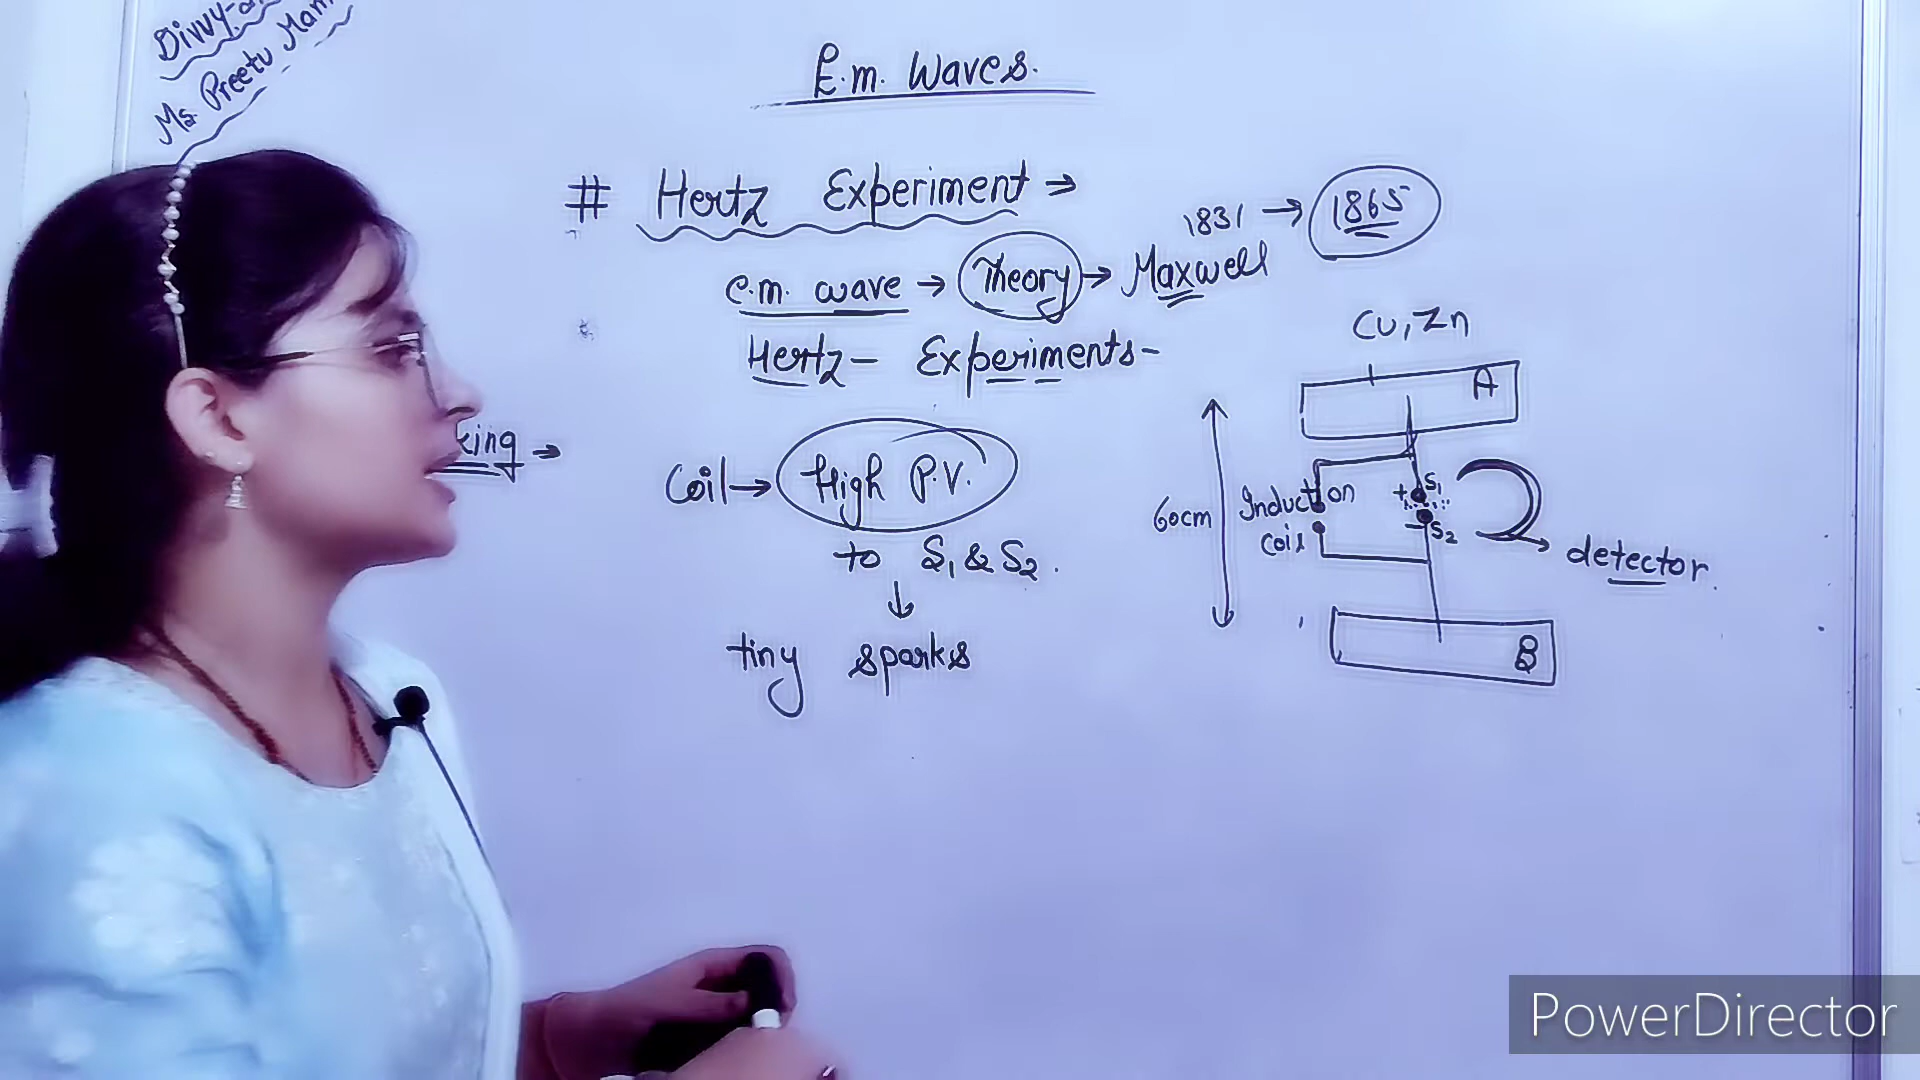 Ms. Preetu Mam
E.m. Waves.
# Hertz Experiment →
1831 → 1865
e.m. wave → Theory → Maxwell
Hertz - Experiments-
Cu, Zn
A
king →
Coil → High P.V.
to S1 & S2.
↓
tiny sparks
60cm
Induction
coil
+ S1
- S2
detector.
B
PowerDirector